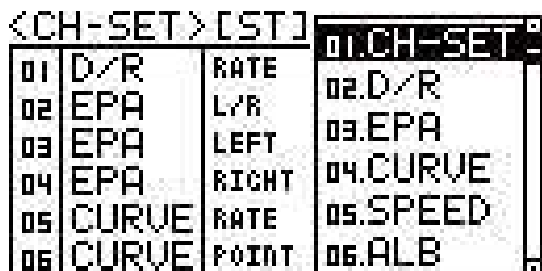 <CH-SET> [ST]
01 D/R RATE
02 EPA L/R
03 EPA LEFT
04 EPA RIGHT
05 CURVE RATE
06 CURVE POINT
01.CH-SET
02.D/R
03.EPA
04.CURVE
05.SPEED
06.ALB